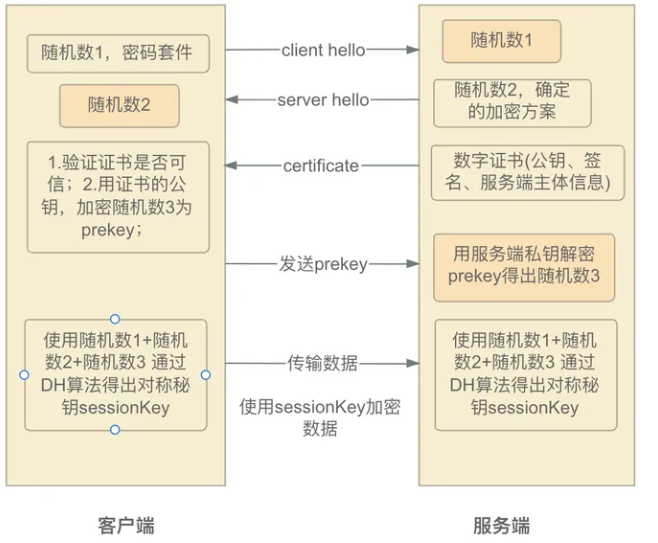 随机数1，密码套件
client hello
随机数1
随机数2
server hello
随机数2，确定
的加密方案
1.验证证书是否可
信；2.用证书的公
钥，加密随机数3为
prekey；
certificate
数字证书(公钥、签
名、服务端主体信息)
发送prekey
用服务端私钥解密
prekey得出随机数3
使用随机数1+随机
数2+随机数3 通过
DH算法得出对称秘
钥sessionKey
传输数据
使用sessionKey加密
数据
使用随机数1+随机
数2+随机数3 通过
DH算法得出对称秘
钥sessionKey
客户端
服务端